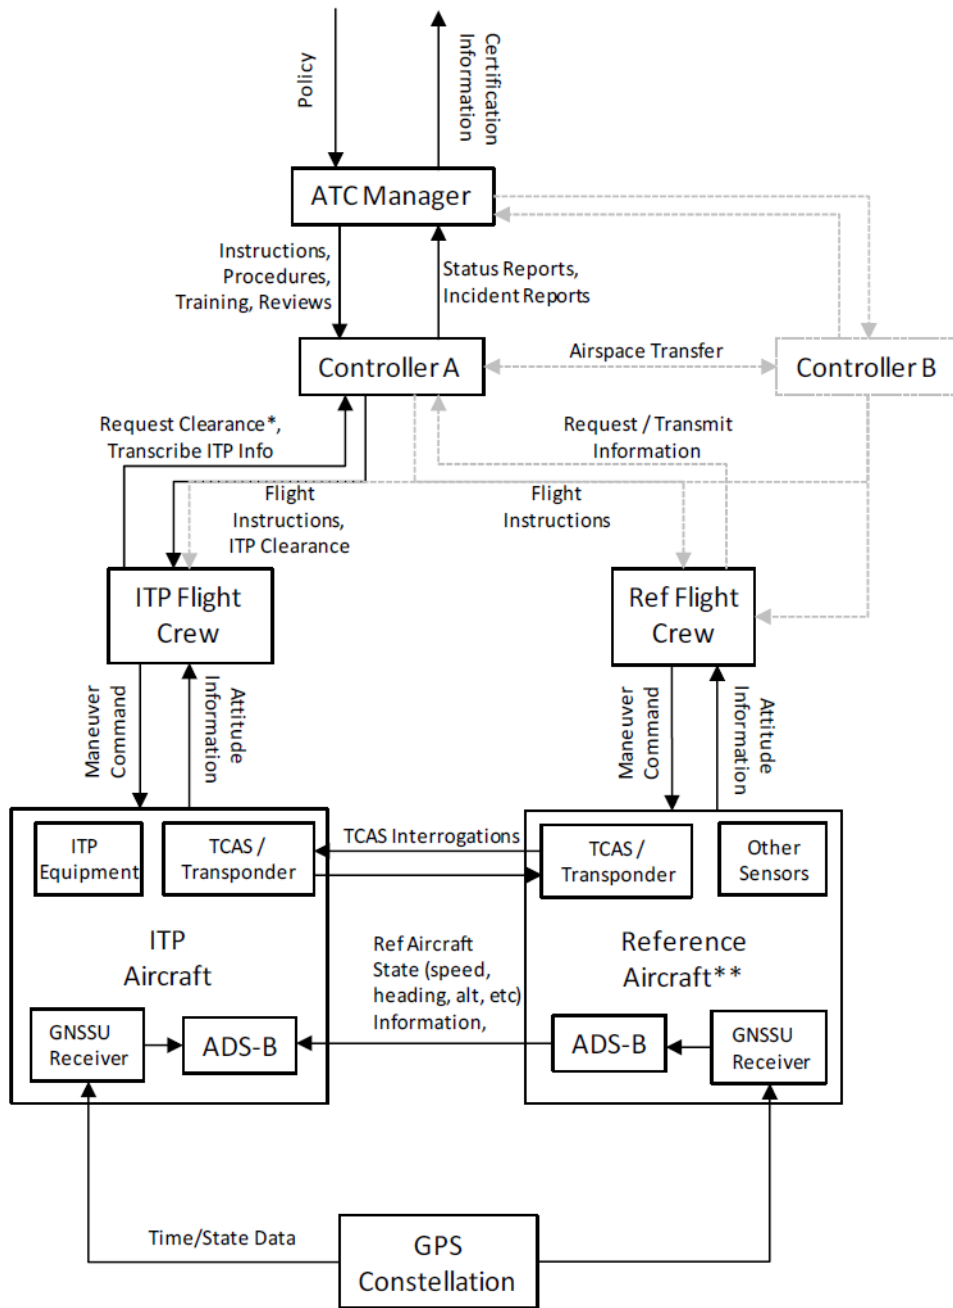 Policy
Certification
Information
ATC Manager
Instructions,
Procedures,
Training, Reviews
Status Reports,
Incident Reports
Controller A
Airspace Transfer
Controller B
Request Clearance*,
Transcribe ITP Info
Request / Transmit
Information
Flight
Instructions,
ITP Clearance
Flight
Instructions
ITP Flight
Crew
Ref Flight
Crew
Maneuver
Command
Attitude
Information
Maneuver
Command
Attitude
Information
ITP
Equipment
TCAS /
Transponder
TCAS Interrogations
TCAS /
Transponder
Other
Sensors
ITP
Aircraft
Ref Aircraft
State (speed,
heading, alt, etc)
Information,
Reference
Aircraft**
GNSSU
Receiver
ADS-B
ADS-B
GNSSU
Receiver
Time/State Data
GPS
Constellation